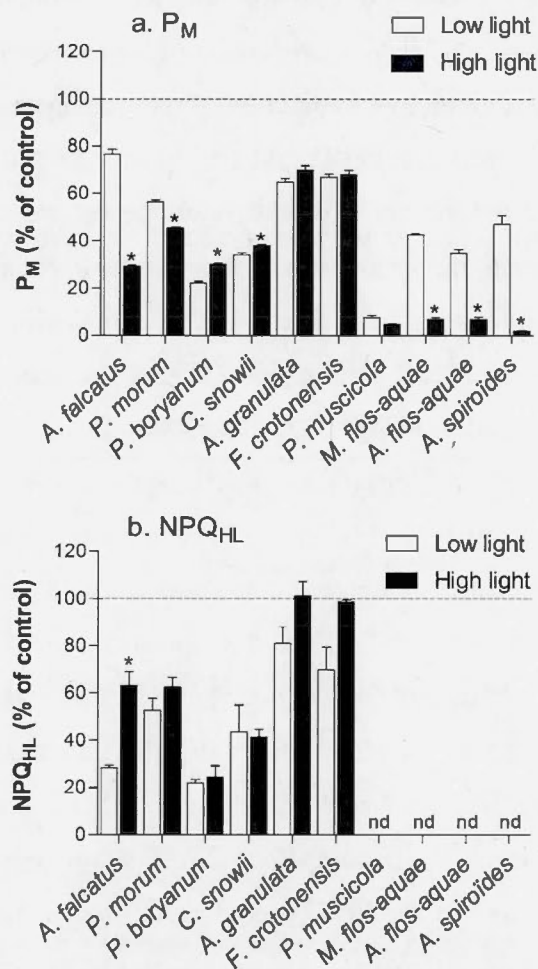 a. PM
Low light
High light
PM (% of control)
120
100
80
60
40
20
0
*
*
*
*
*
*
*
A. falcatus
P. morum
P. boryanum
C. snowii
A. granulata
F. crotonensis
P. muscicola
M. flos-aquae
A. flos-aquae
A. spiroïdes
b. NPQHL
Low light
High light
NPQHL (% of control)
120
100
80
60
40
20
0
*
nd
nd
nd
nd
A. falcatus
P. morum
P. boryanum
C. snowii
A. granulata
F. crotonensis
P. muscicola
M. flos-aquae
A. flos-aquae
A. spiroïdes